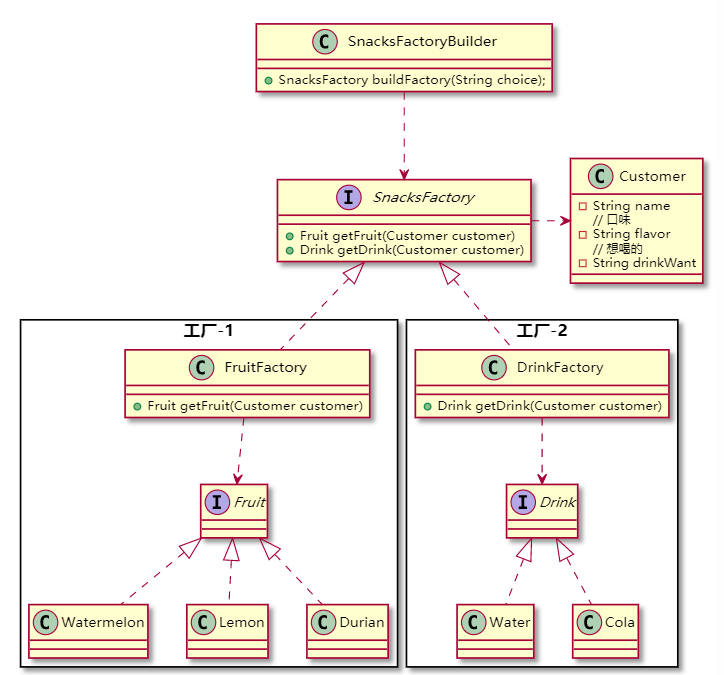 C SnacksFactoryBuilder
SnacksFactory buildFactory(String choice);
I SnacksFactory
Fruit getFruit(Customer customer)
Drink getDrink(Customer customer)
C Customer
String name
// 口味
String flavor
// 想喝的
String drinkWant
工厂-1
C FruitFactory
Fruit getFruit(Customer customer)
I Fruit
C Watermelon
C Lemon
C Durian
工厂-2
C DrinkFactory
Drink getDrink(Customer customer)
I Drink
C Water
C Cola